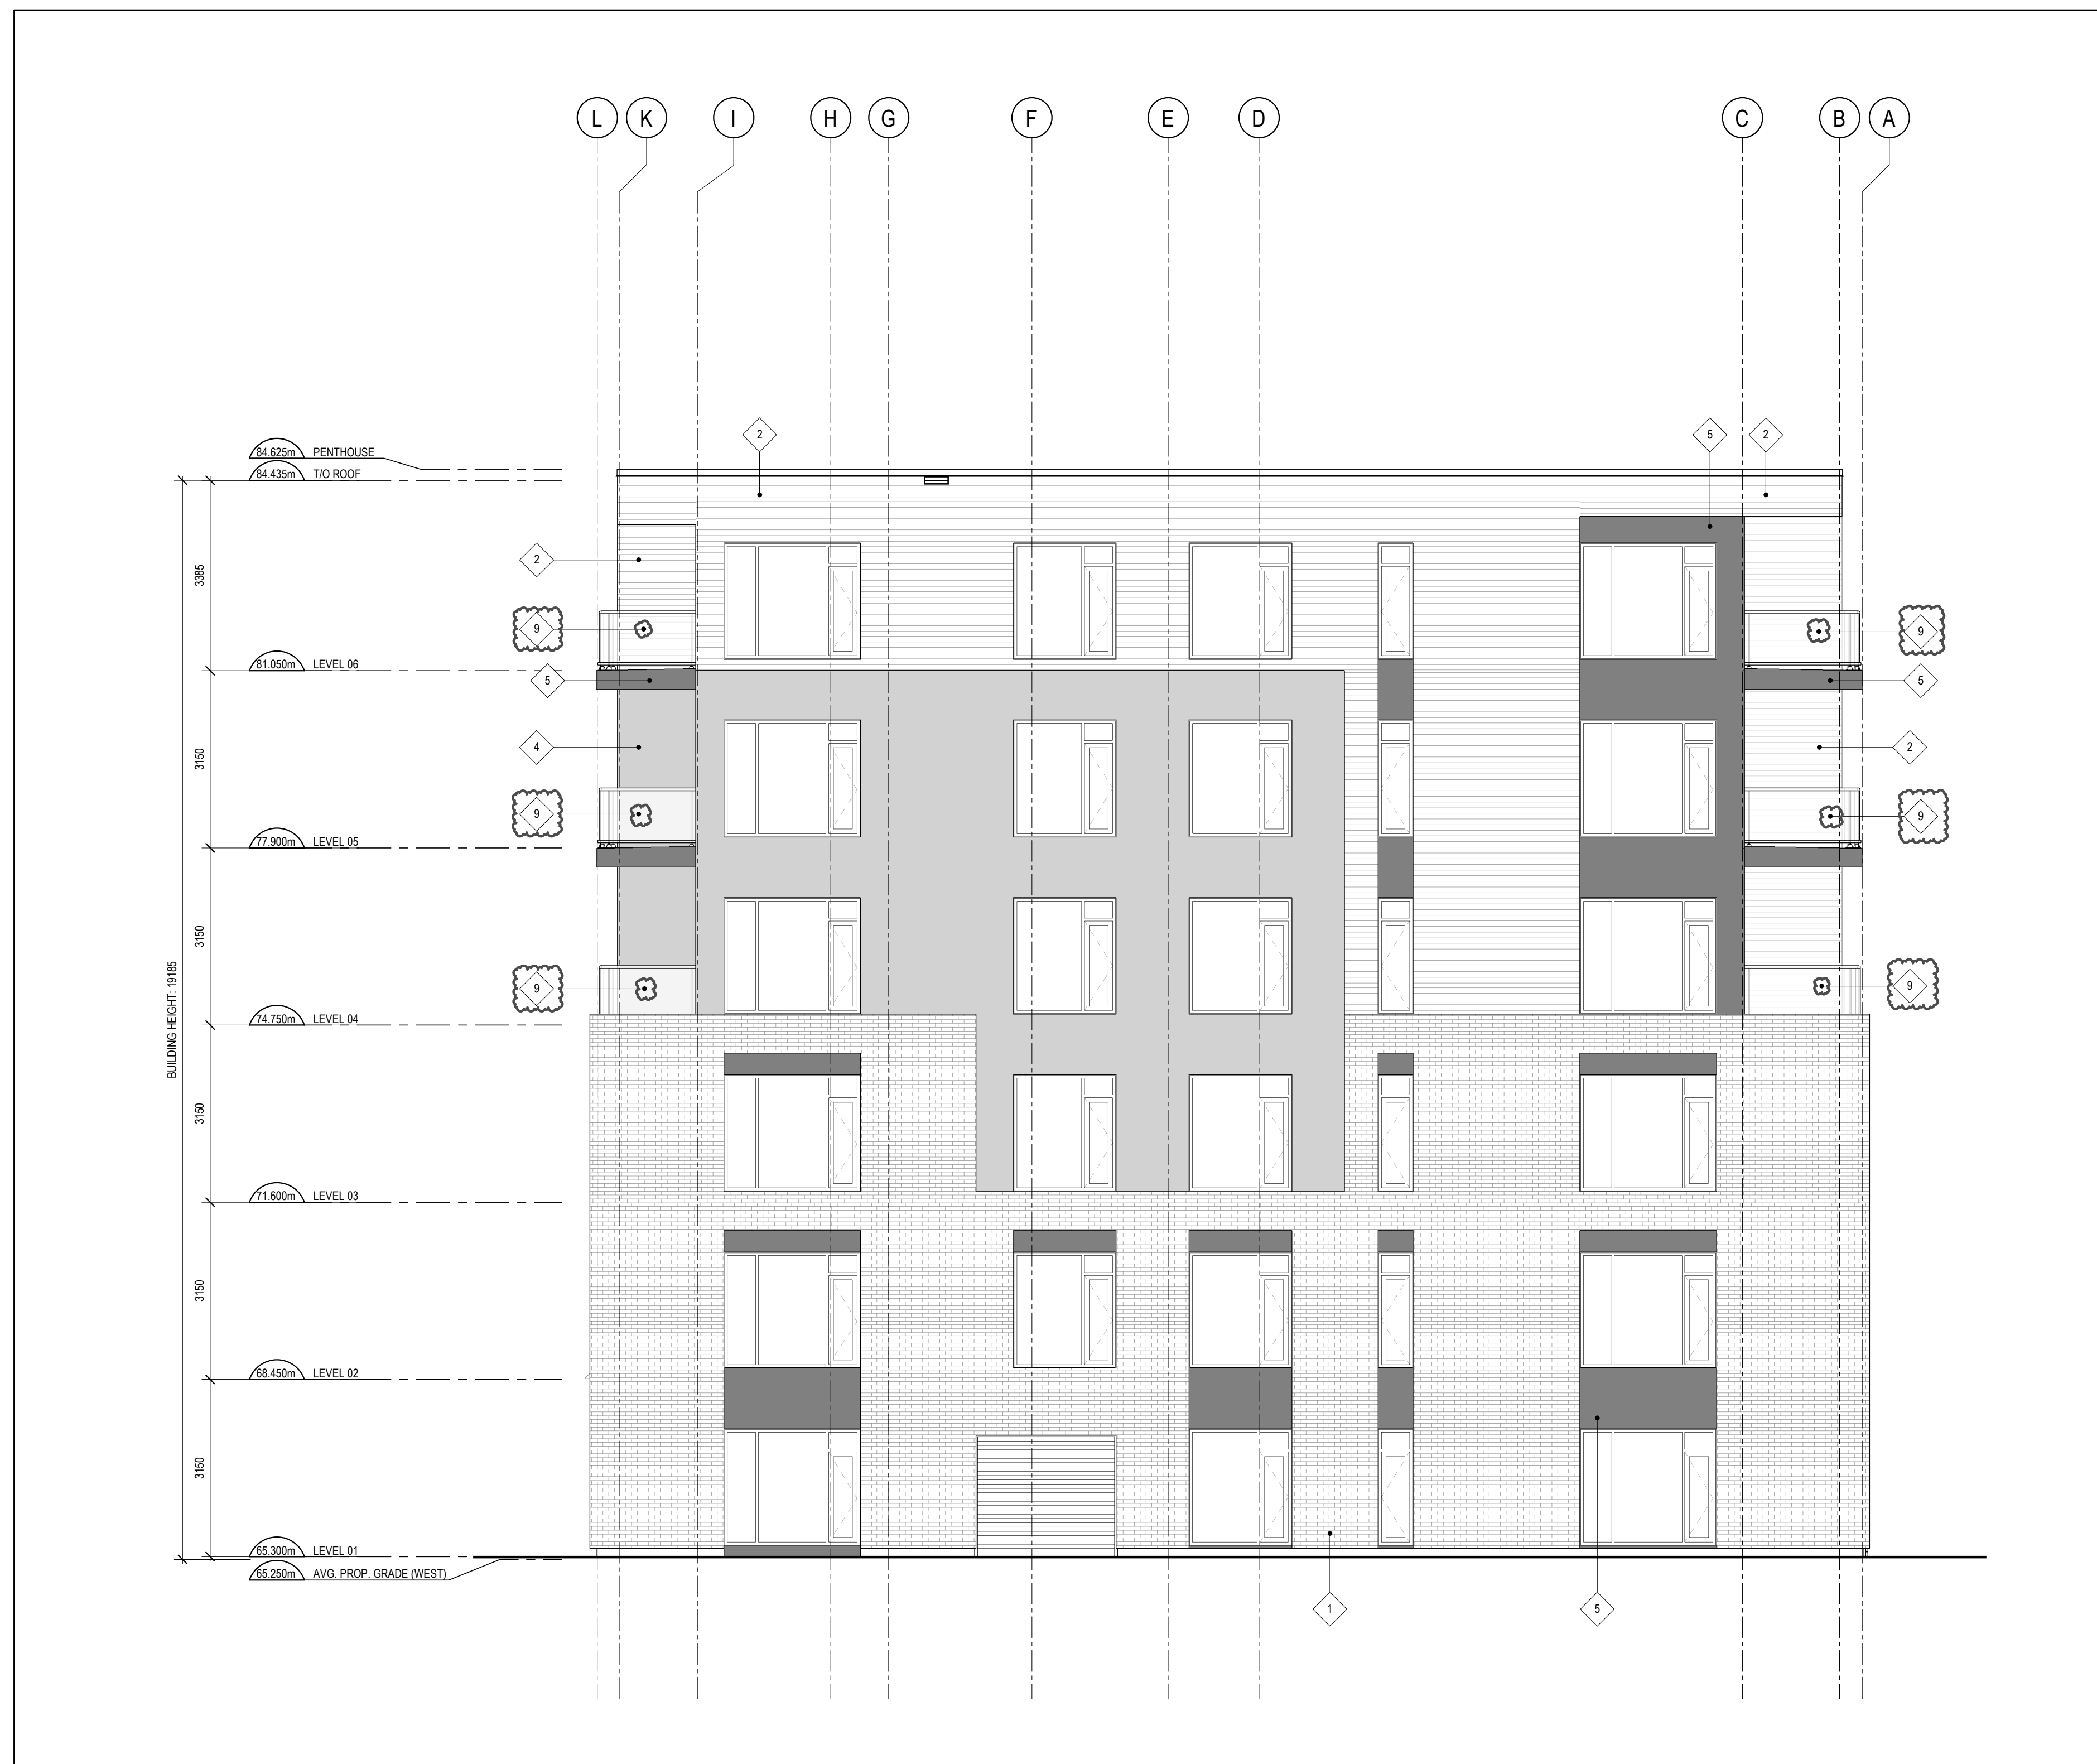 L K I H G F E D C B A
2 5 2
84.625m PENTHOUSE
84.435m T/O ROOF
2
3385
9 9
81.050m LEVEL 06
5 5
4 2
3150
9 9
77.900m LEVEL 05
3150
9 9
BUILDING HEIGHT: 19185
74.750m LEVEL 04
3150
71.600m LEVEL 03
3150
68.450m LEVEL 02
3150
65.300m LEVEL 01
65.250m AVG. PROP. GRADE (WEST)
1 5